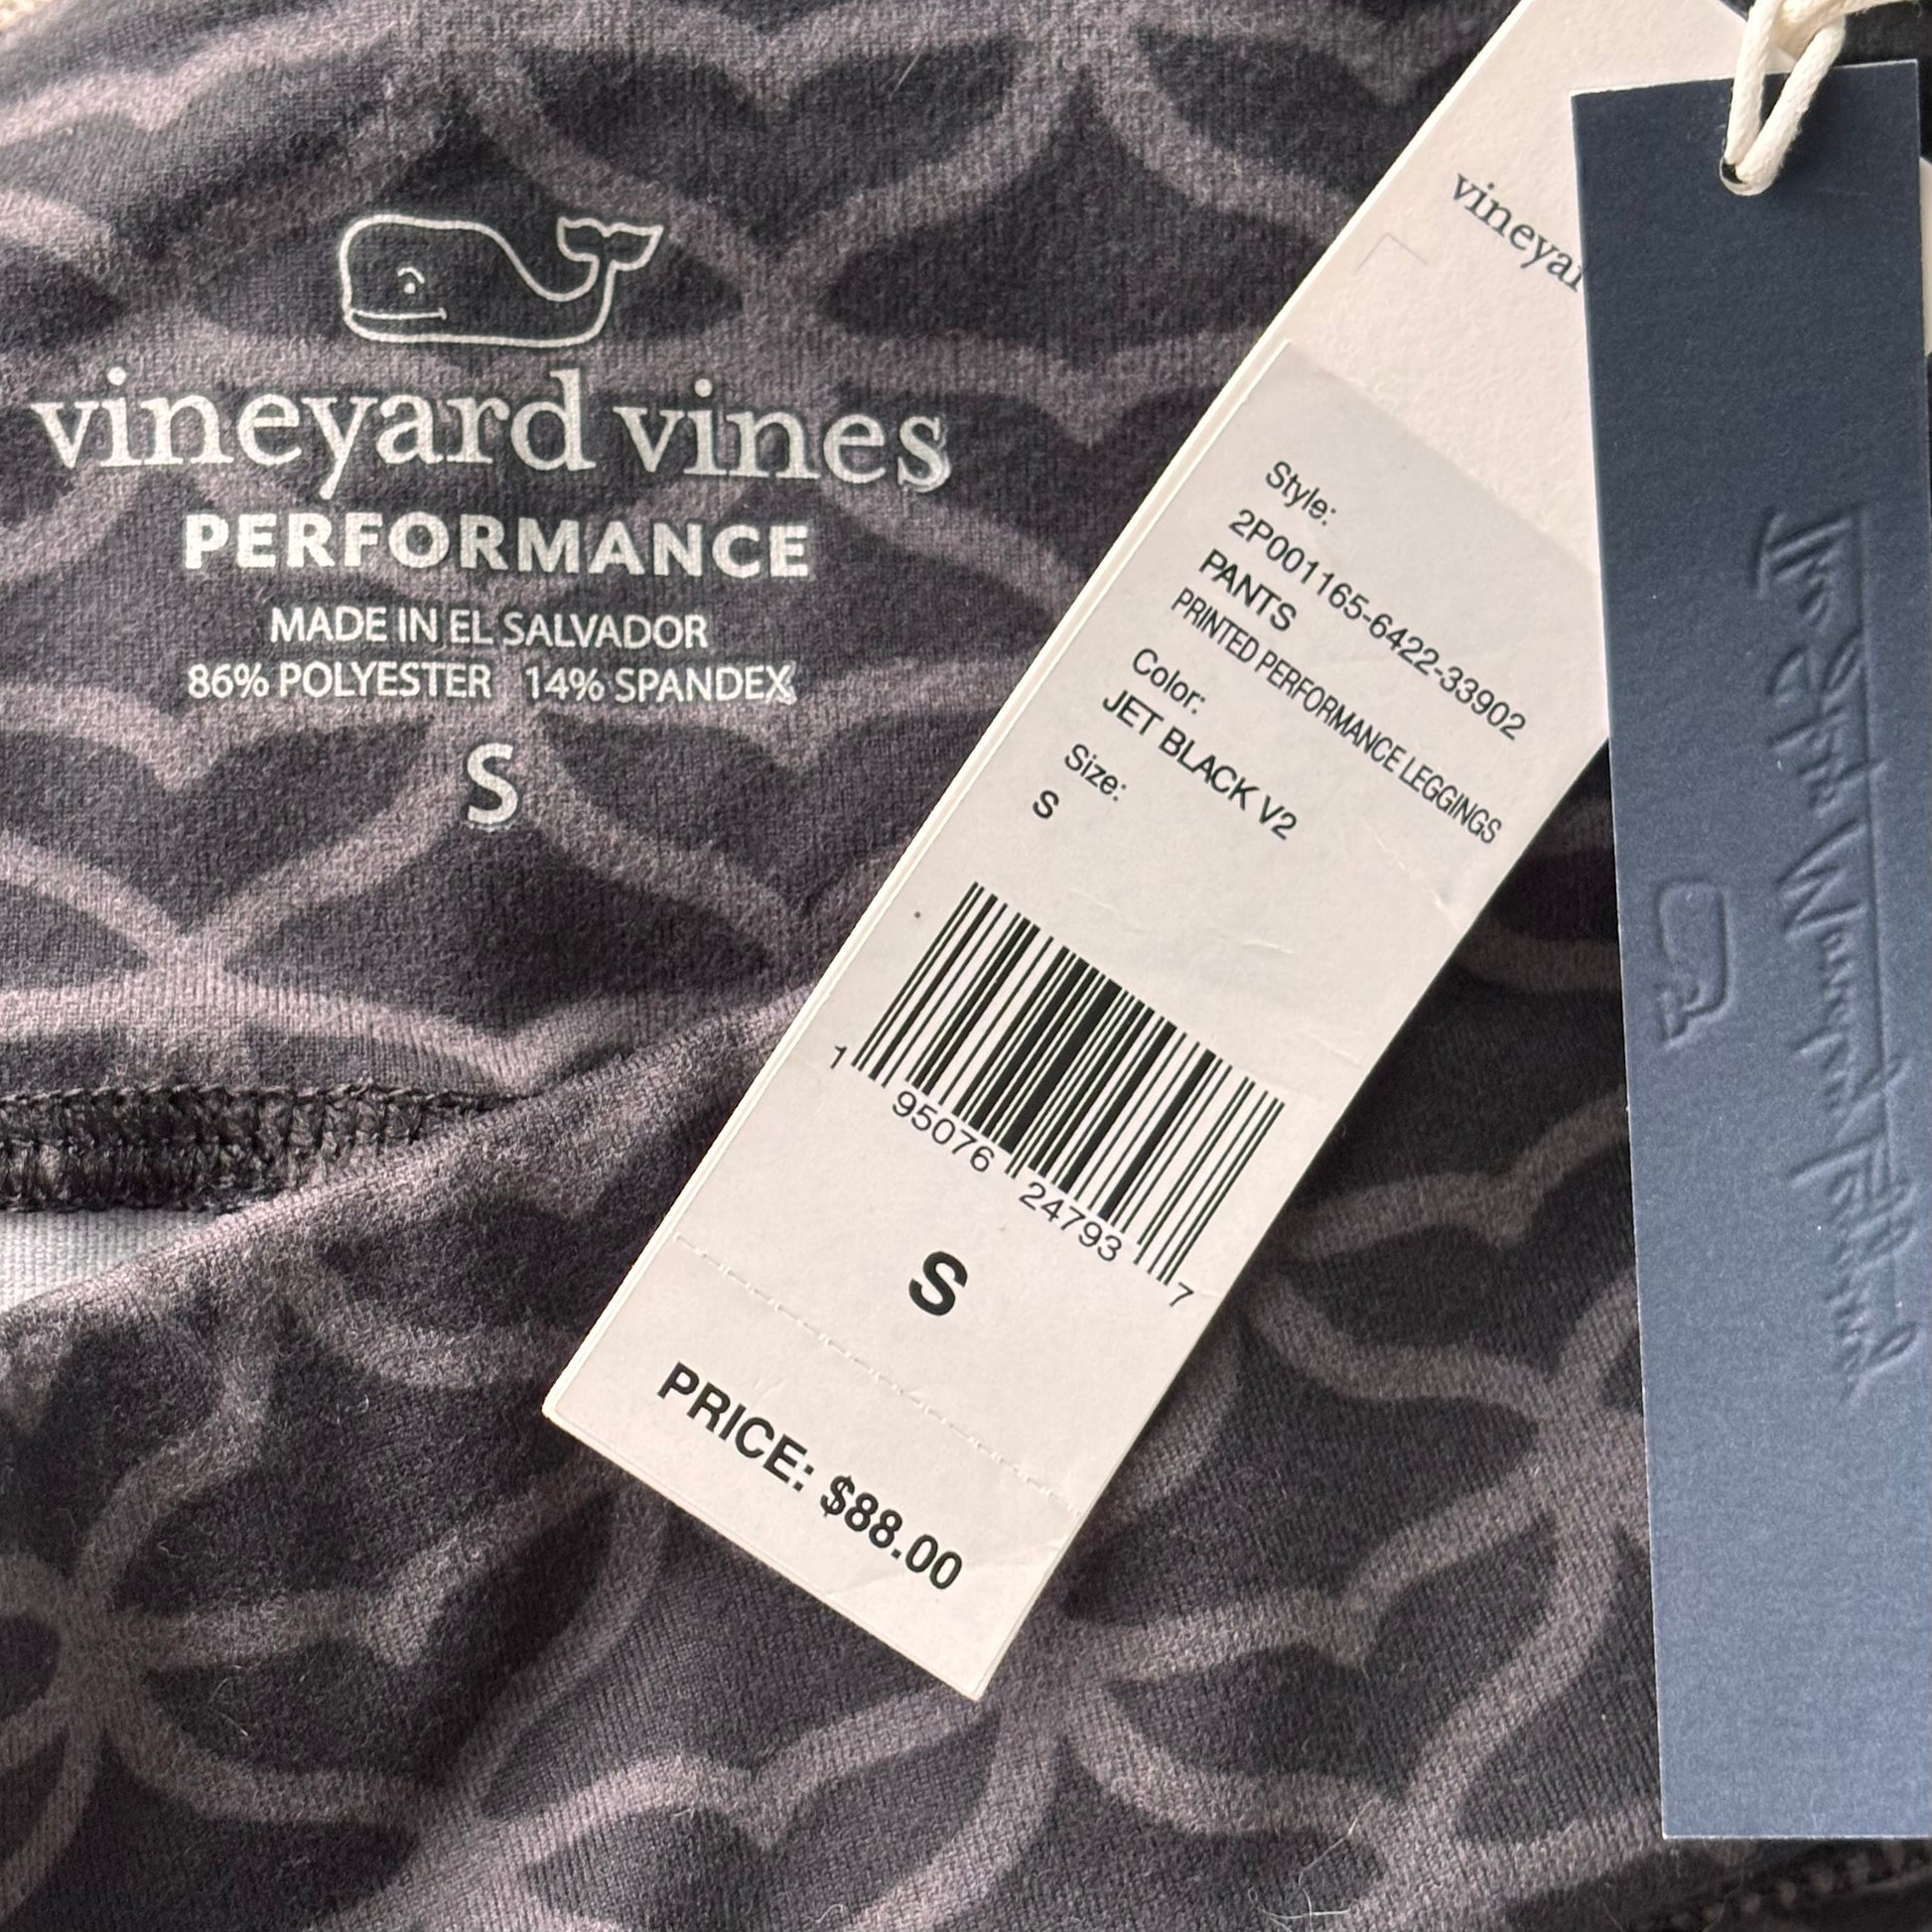 vineyard vines
PERFORMANCE
MADE IN EL SALVADOR
86% POLYESTER 14% SPANDEX
S
vineyar
Style:
2P001165-6422-33902
PANTS
PRINTED PERFORMANCE LEGGINGS
Color:
JET BLACK V2
Size:
S
1 95076 24793 7
S
PRICE: $88.00